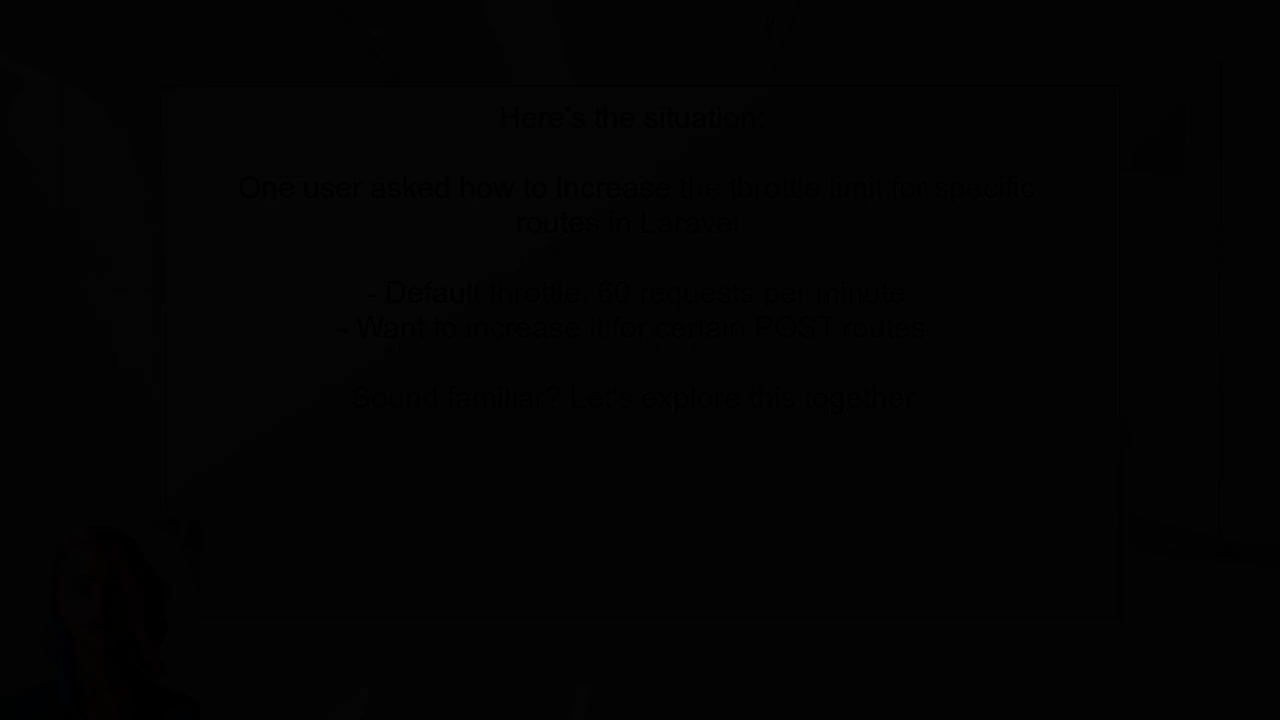 Here's the situation:
One user asked how to increase the throttle limit for specific
routes in Laravel
- Default throttle: 60 requests per minute
- Want to increase it for certain POST routes
Sound familiar? Let's explore this together